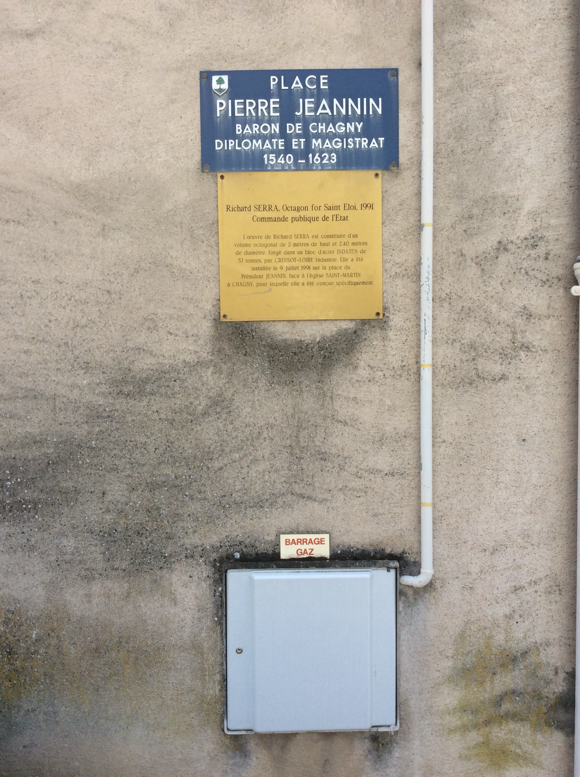 PLACE
PIERRE JEANNIN
BARON DE CHAGNY
DIPLOMATE ET MAGISTRAT
1540 – 1623
Richard SERRA, Octagon for Saint Eloi, 1991
Commande publique de l'Etat
L'oeuvre de Richard SERRA est constituée d'un
volume octogonal de 2 mètres de haut et 2,40 mètres
de diamètre, forgé dans un bloc d'acier INDATEN de
57 tonnes, par CREUSOT-LOIRE Industrie. Elle a été
installée le 9 juillet 1991 sur la place du
Président JEANNIN, face à l'église SAINT-MARTIN
à CHAGNY, pour laquelle elle a été conçue spécifiquement.
BARRAGE
GAZ